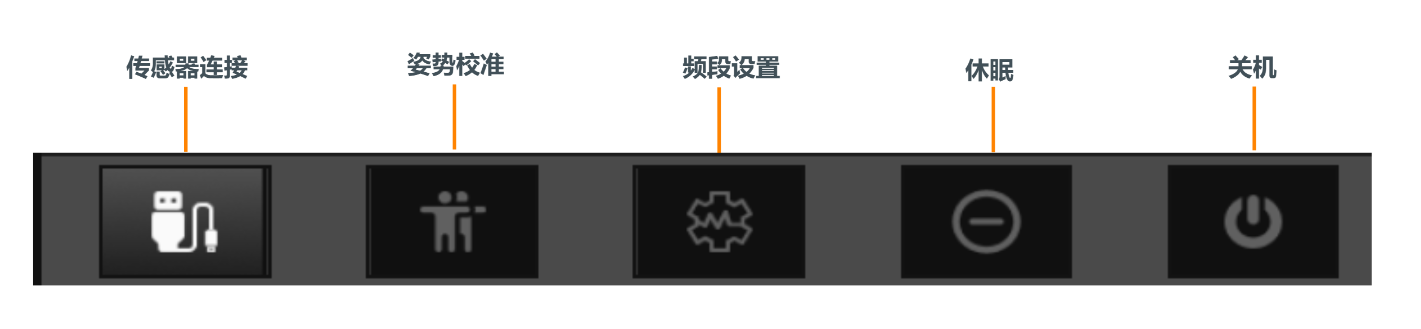 传感器连接
姿势校准
频段设置
休眠
关机